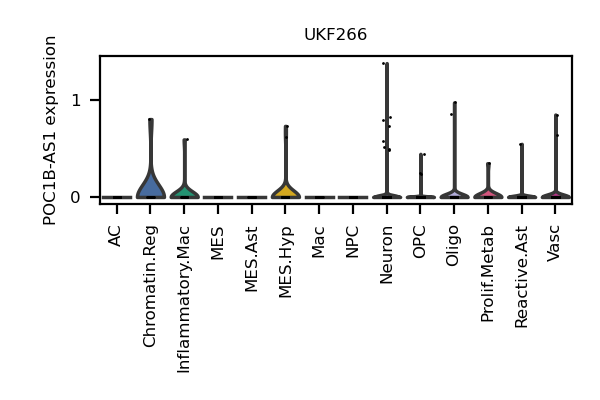 UKF266
POC1B-AS1 expression
1
0
AC
Chromatin.Reg
Inflammatory.Mac
MES
MES.Ast
MES.Hyp
Mac
NPC
Neuron
OPC
Oligo
Prolif.Metab
Reactive.Ast
Vasc